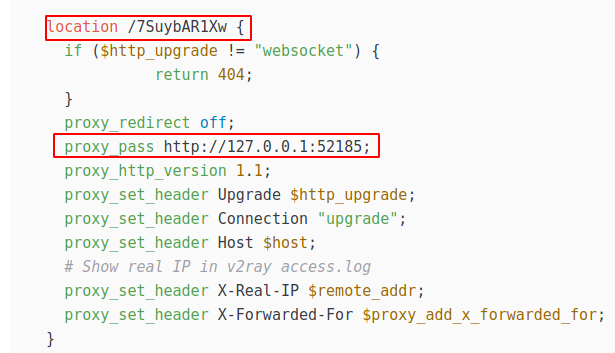 location /7SuybAR1Xw {
if ($http_upgrade != "websocket") {
return 404;
}
proxy_redirect off;
proxy_pass http://127.0.0.1:52185;
proxy_http_version 1.1;
proxy_set_header Upgrade $http_upgrade;
proxy_set_header Connection "upgrade";
proxy_set_header Host $host;
# Show real IP in v2ray access.log
proxy_set_header X-Real-IP $remote_addr;
proxy_set_header X-Forwarded-For $proxy_add_x_forwarded_for;
}